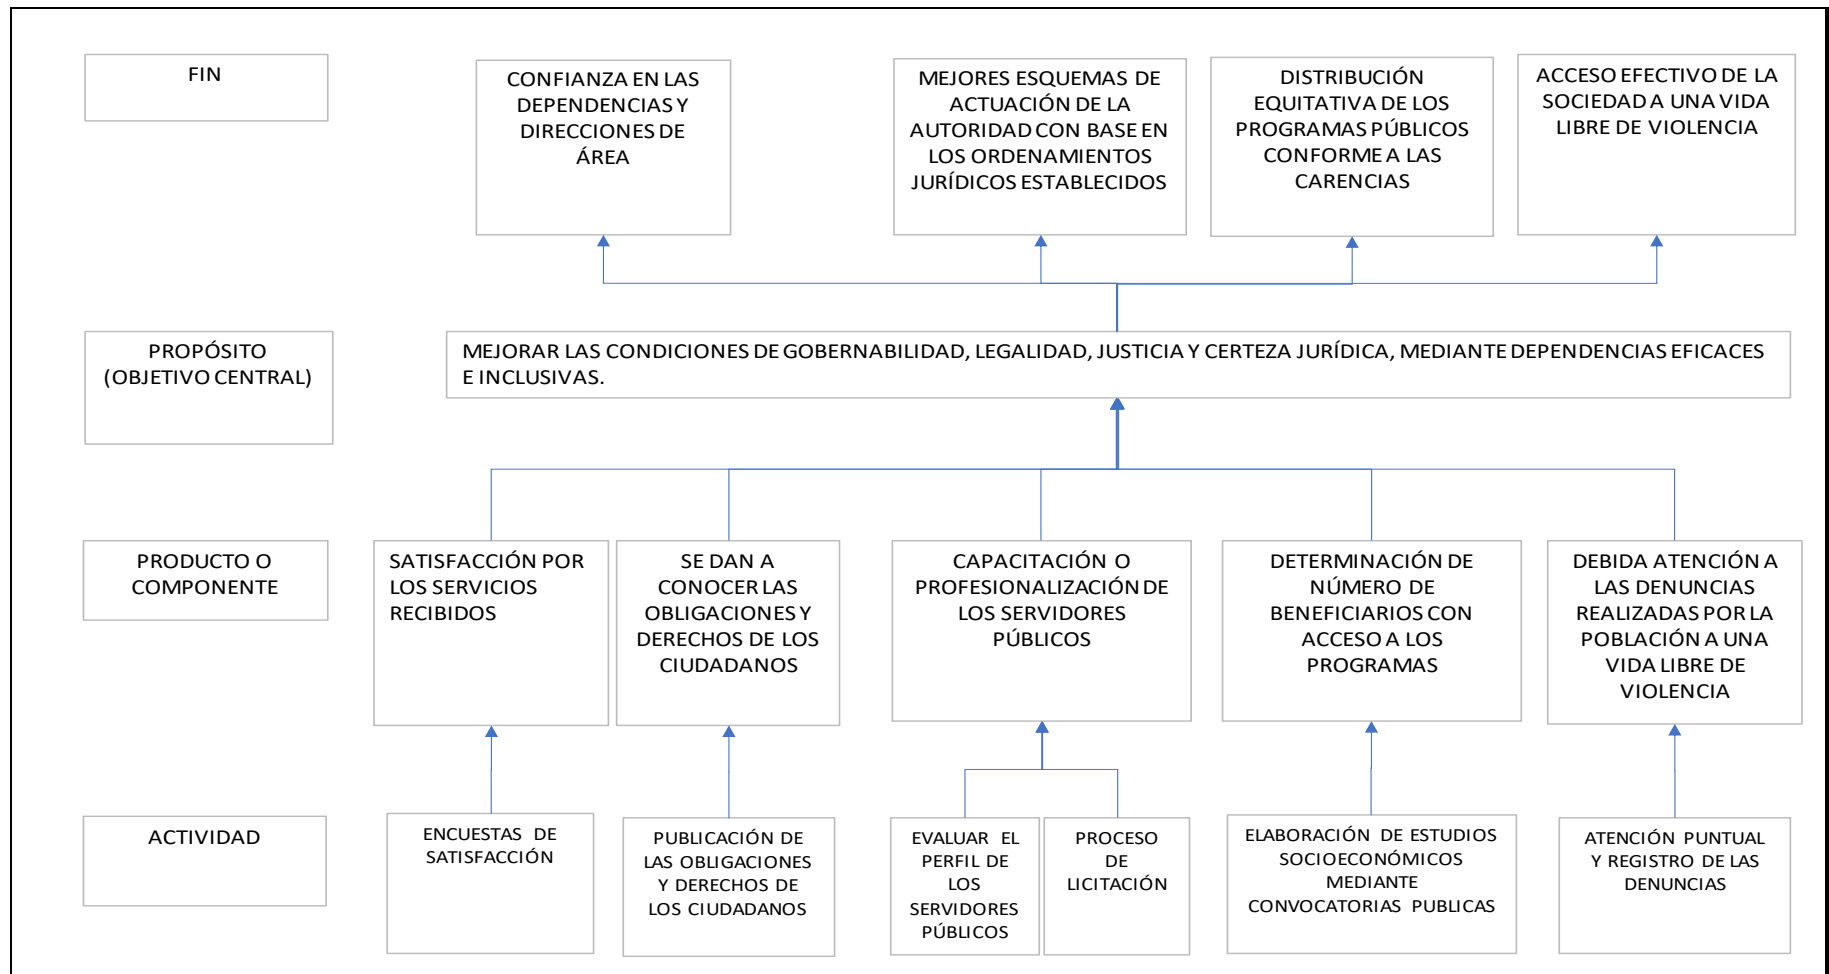 FIN
CONFIANZA EN LAS
DEPENDENCIAS Y
DIRECCIONES DE
ÁREA
MEJORES ESQUEMAS DE
ACTUACIÓN DE LA
AUTORIDAD CON BASE EN
LOS ORDENAMIENTOS
JURÍDICOS ESTABLECIDOS
DISTRIBUCIÓN
EQUITATIVA DE LOS
PROGRAMAS PÚBLICOS
CONFORME A LAS
CARENCIAS
ACCESO EFECTIVO DE LA
SOCIEDAD A UNA VIDA
LIBRE DE VIOLENCIA
PROPÓSITO
(OBJETIVO CENTRAL)
MEJORAR LAS CONDICIONES DE GOBERNABILIDAD, LEGALIDAD, JUSTICIA Y CERTEZA JURÍDICA, MEDIANTE DEPENDENCIAS EFICACES
E INCLUSIVAS.
PRODUCTO O
COMPONENTE
SATISFACCIÓN POR
LOS SERVICIOS
RECIBIDOS
SE DAN A
CONOCER LAS
OBLIGACIONES Y
DERECHOS DE LOS
CIUDADANOS
CAPACITACIÓN O
PROFESIONALIZACIÓN DE
LOS SERVIDORES
PÚBLICOS
DETERMINACIÓN DE
NÚMERO DE
BENEFICIARIOS CON
ACCESO A LOS
PROGRAMAS
DEBIDA ATENCIÓN A
LAS DENUNCIAS
REALIZADAS POR LA
POBLACIÓN A UNA
VIDA LIBRE DE
VIOLENCIA
ACTIVIDAD
ENCUESTAS DE
SATISFACCIÓN
PUBLICACIÓN DE
LAS OBLIGACIONES
Y DERECHOS DE
LOS CIUDADANOS
EVALUAR EL
PERFIL DE
LOS
SERVIDORES
PÚBLICOS
PROCESO
DE
LICITACIÓN
ELABORACIÓN DE ESTUDIOS
SOCIOECONÓMICOS
MEDIANTE
CONVOCATORIAS PUBLICAS
ATENCIÓN PUNTUAL
Y REGISTRO DE LAS
DENUNCIAS